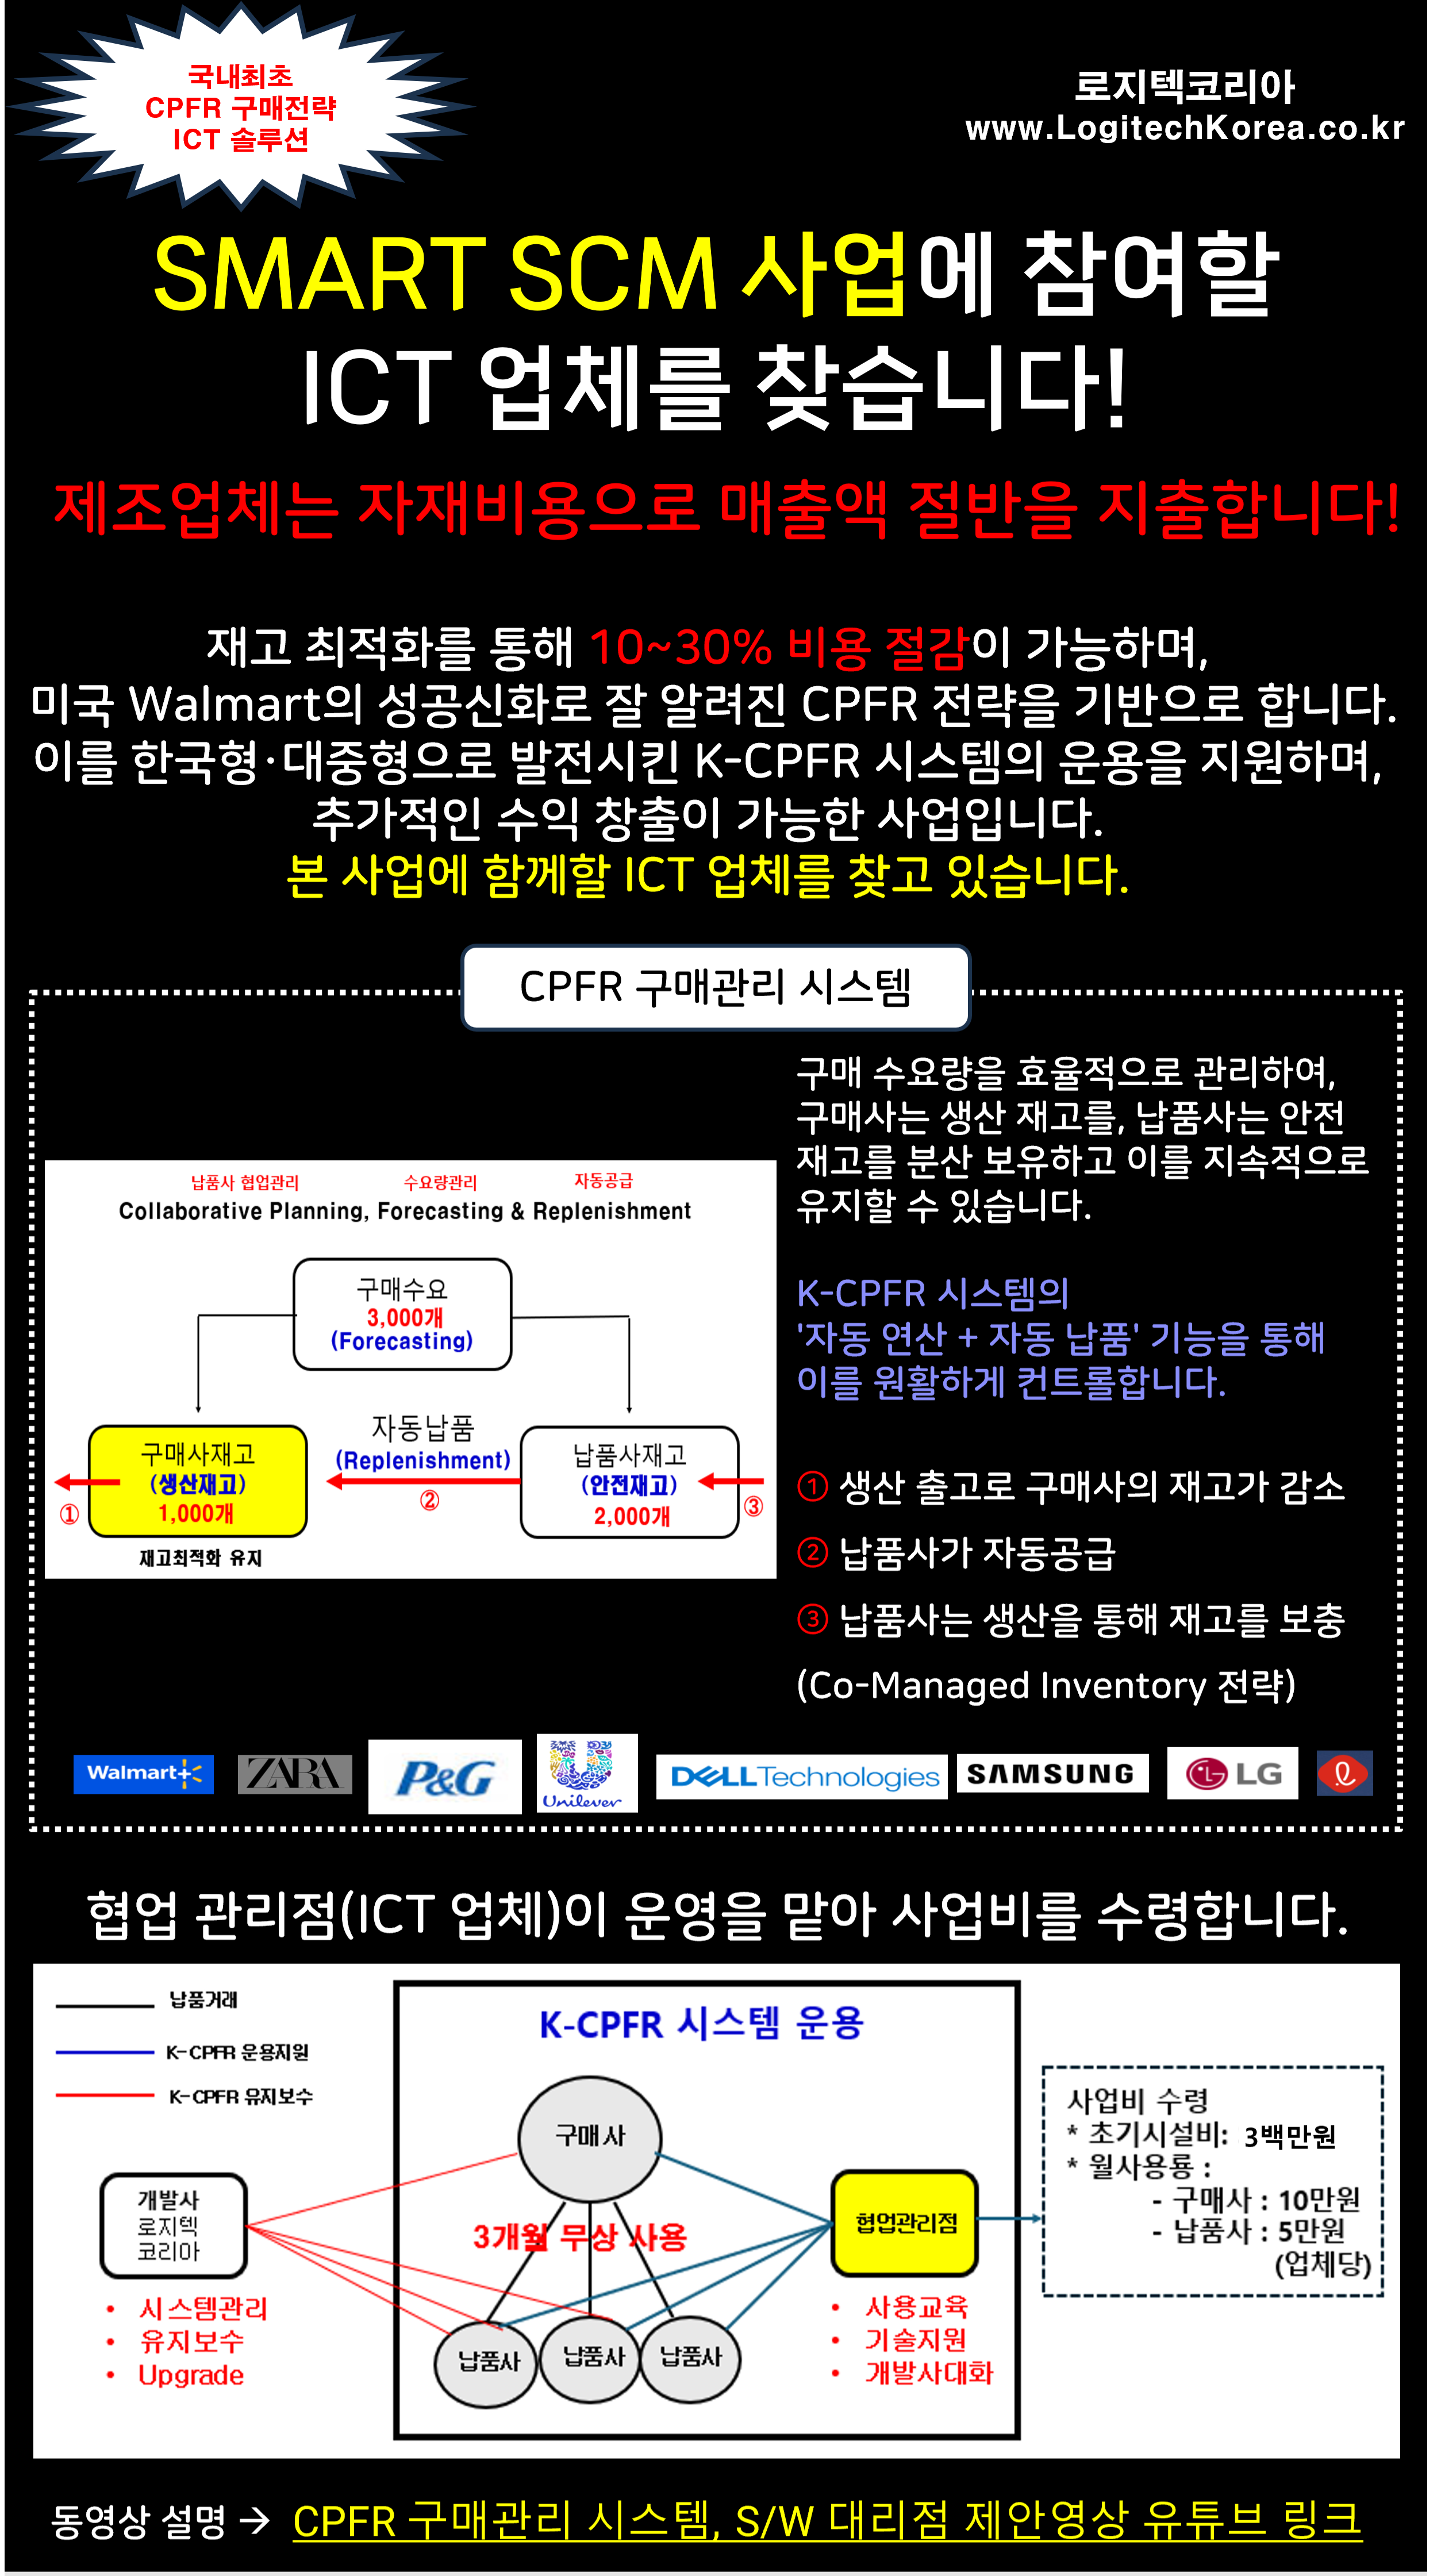 국내최초
CPFR 구매전략
ICT 솔루션
로지텍코리아
www.LogitechKorea.co.kr
SMART SCM 사업에 참여할
ICT 업체를 찾습니다!
제조업체는 자재비용으로 매출액 절반을 지출합니다!
재고 최적화를 통해 10~30% 비용 절감이 가능하며,
미국 Walmart의 성공신화로 잘 알려진 CPFR 전략을 기반으로 합니다.
이를 한국형·대중형으로 발전시킨 K-CPFR 시스템의 운용을 지원하며,
추가적인 수익 창출이 가능한 사업입니다.
본 사업에 함께할 ICT 업체를 찾고 있습니다.
CPFR 구매관리 시스템
납품사 협업관리 수요량관리 자동공급
Collaborative Planning, Forecasting & Replenishment
구매수요
3,000개
(Forecasting)
자동납품
(Replenishment)
②
구매사재고
(생산재고)
1,000개
①
재고최적화 유지
납품사재고
(안전재고)
2,000개
③
구매 수요량을 효율적으로 관리하여,
구매사는 생산 재고를, 납품사는 안전
재고를 분산 보유하고 이를 지속적으로
유지할 수 있습니다.
K-CPFR 시스템의
'자동 연산 + 자동 납품' 기능을 통해
이를 원활하게 컨트롤합니다.
① 생산 출고로 구매사의 재고가 감소
② 납품사가 자동공급
③ 납품사는 생산을 통해 재고를 보충
(Co-Managed Inventory 전략)
Walmart+ ZARA P&G Unilever DELLTechnologies SAMSUNG LG
협업 관리점(ICT 업체)이 운영을 맡아 사업비를 수령합니다.
납품거래
K-CPFR 운용지원
K-CPFR 유지보수
K-CPFR 시스템 운용
구매사
3개월 무상 사용
납품사 납품사 납품사
개발사
로지텍
코리아
• 시스템관리
• 유지보수
• Upgrade
협업관리점
• 사용교육
• 기술지원
• 개발사대화
사업비 수령
* 초기시설비: 3백만원
* 월사용룡 :
- 구매사 : 10만원
- 납품사 : 5만원
(업체당)
동영상 설명 → CPFR 구매관리 시스템, S/W 대리점 제안영상 유튜브 링크